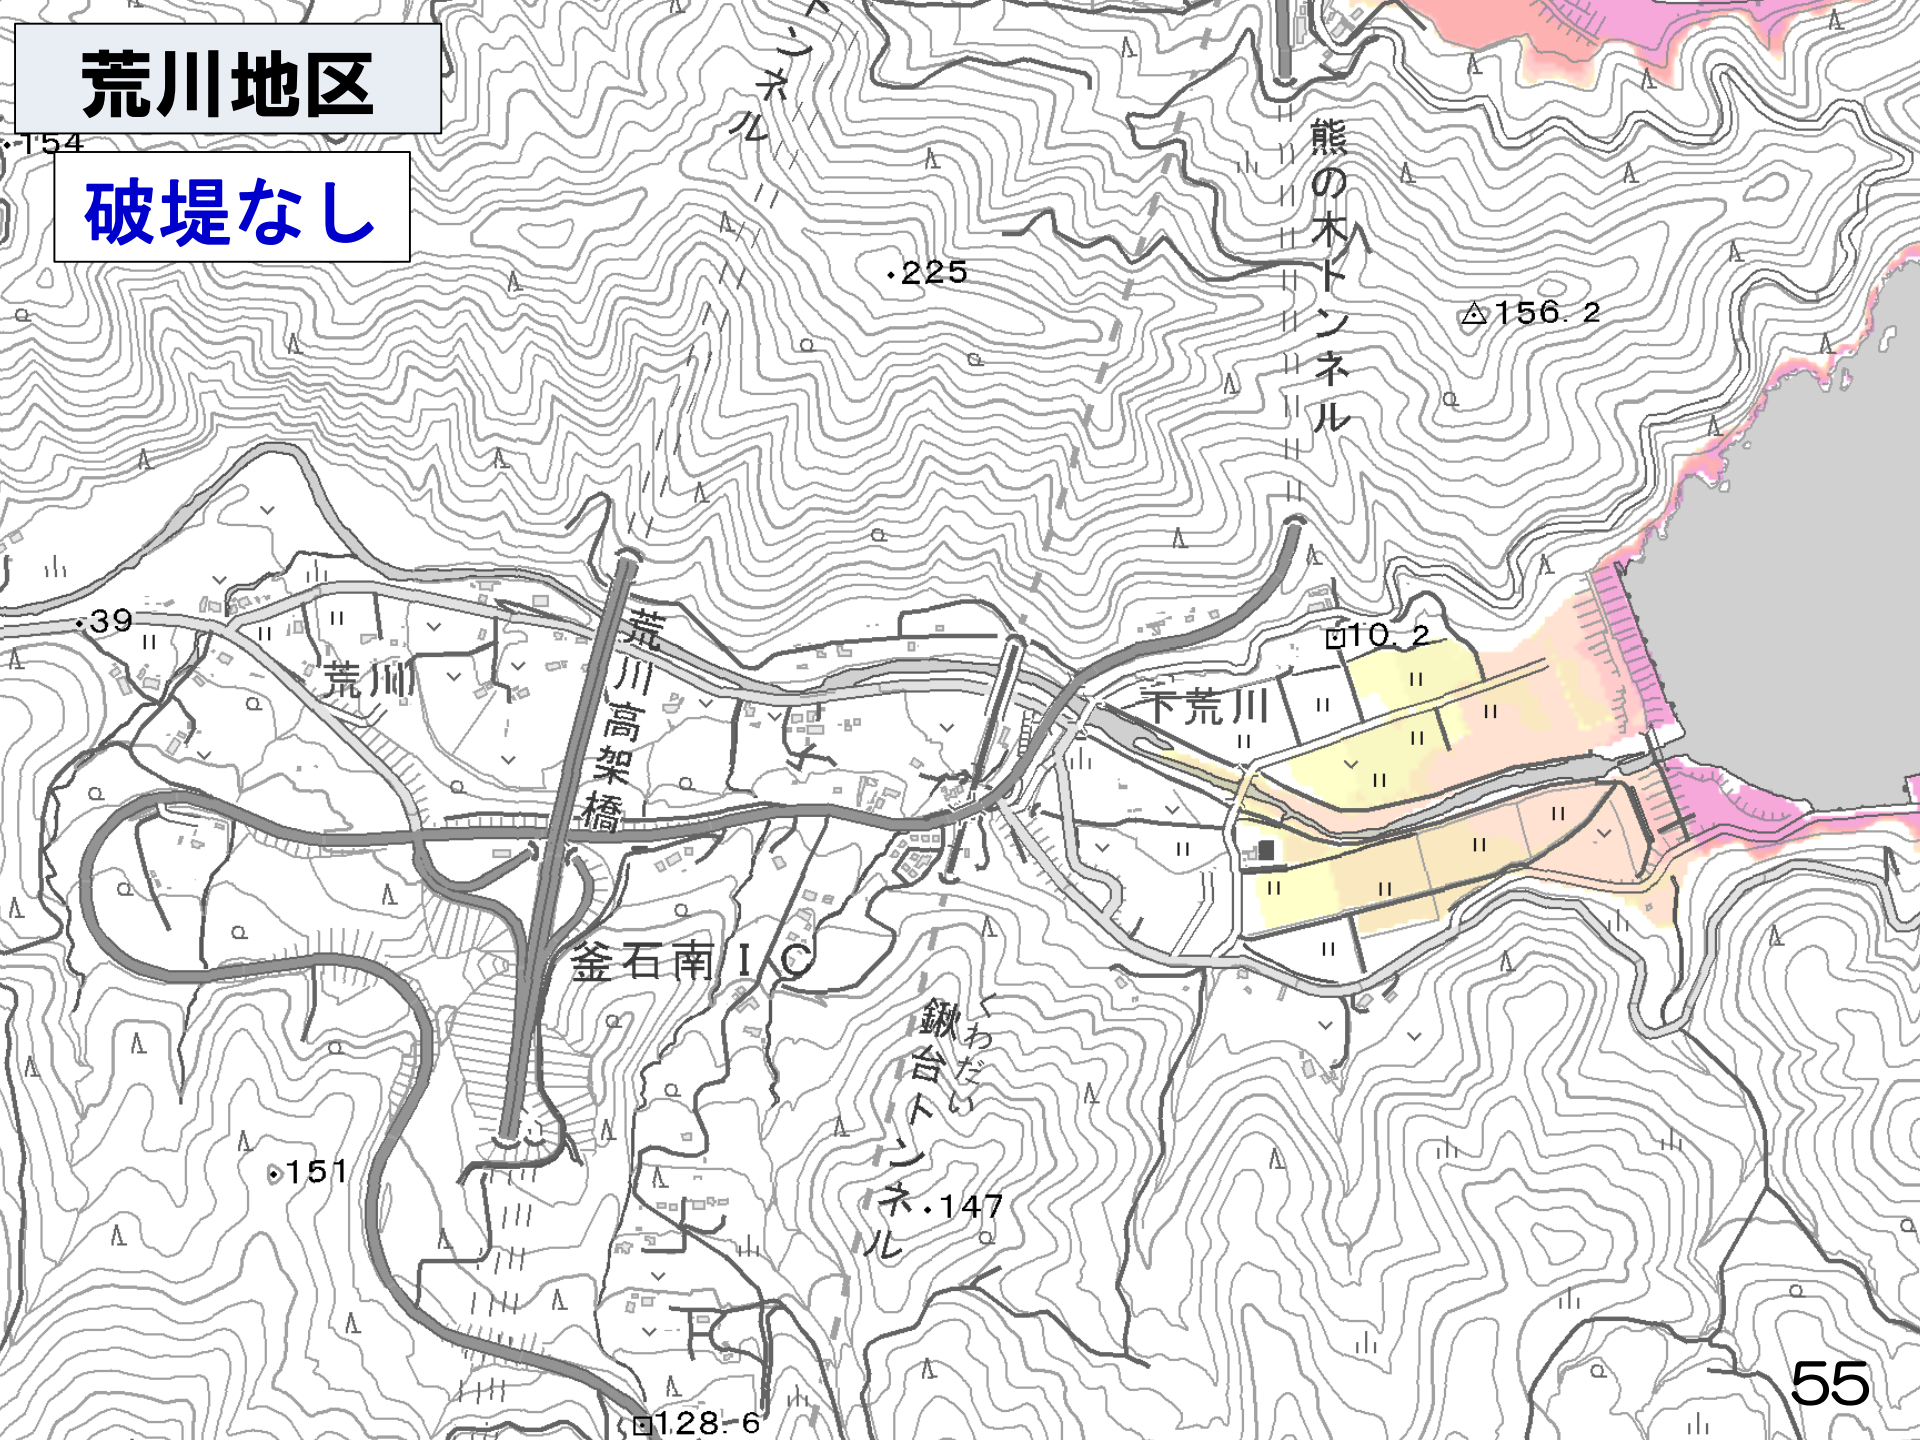 荒川地区
破堤なし
154
トンネル
熊の木トンネル
225
156.2
39
荒川
荒川高架橋
10.2
下荒川
釜石南IC
鍬台トンネル
くわだい
151
147
128.6
55